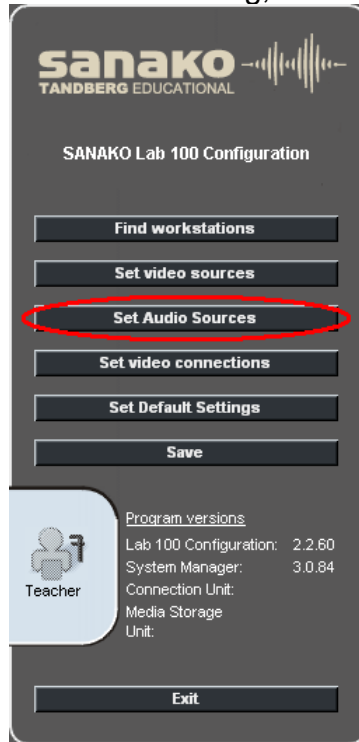 sanako
TANDBERG EDUCATIONAL
SANAKO Lab 100 Configuration
Find workstations
Set video sources
Set Audio Sources
Set video connections
Set Default Settings
Save
Program versions
Lab 100 Configuration: 2.2.60
System Manager: 3.0.84
Connection Unit:
Media Storage
Unit:
Teacher
Exit